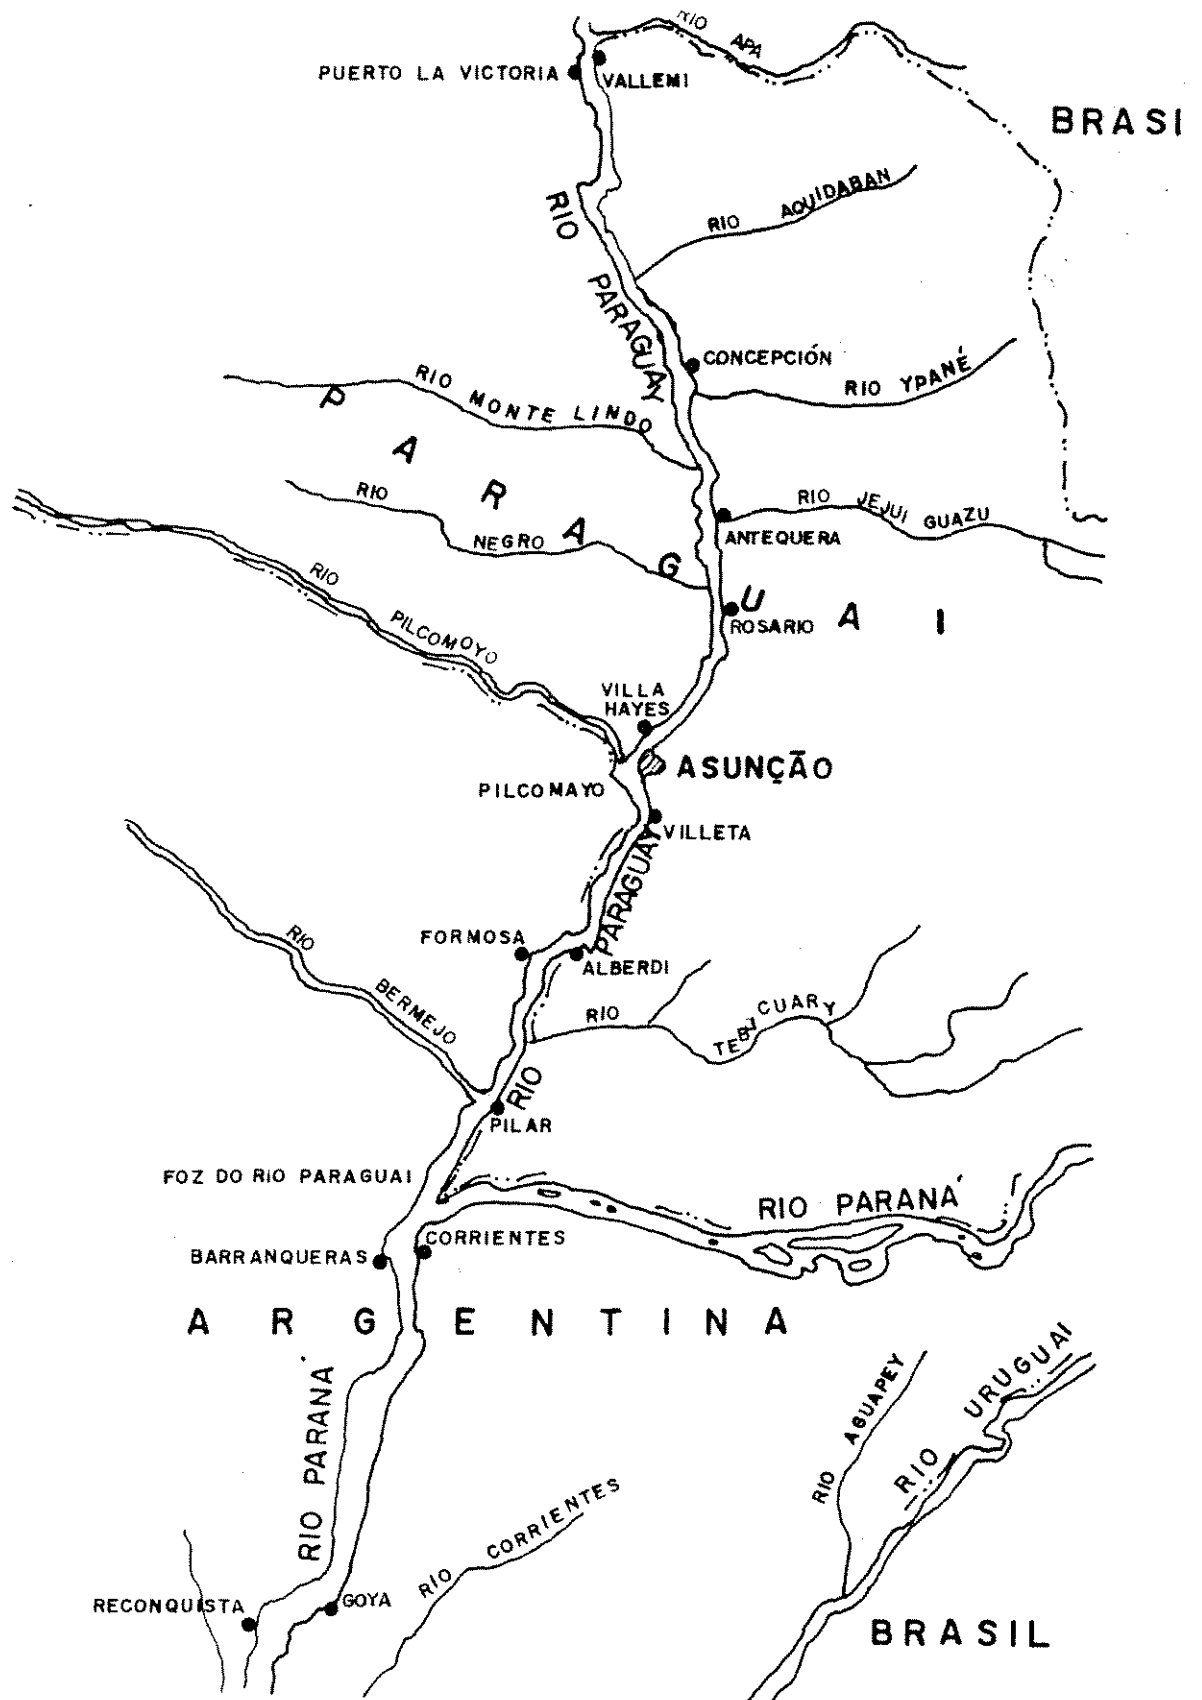 RIO APA
PUERTO LA VICTORIA
VALLEMI
BRASI
RIO AQUIDABAN
RIO PARAGUAY
CONCEPCIÓN
RIO YPANÉ
RIO MONTE LINDO
PARAGUAI
RIO NEGRO
RIO JEJUI GUAZU
ANTEQUERA
RIO PILCOMOYO
ROSARIO
VILLA
HAYES
ASUNÇÃO
PILCOMAYO
VILLETA
RIO PARAGUAY
FORMOSA
ALBERDI
RIO BERMEJO
RIO TEBICUARY
PILAR
FOZ DO RIO PARAGUAI
RIO PARANÁ
CORRIENTES
BARRANQUERAS
ARGENTINA
RIO PARANÁ
RIO AGUAPEY
RIO URUGUAI
RIO CORRIENTES
RECONQUISTA
GOYA
BRASIL